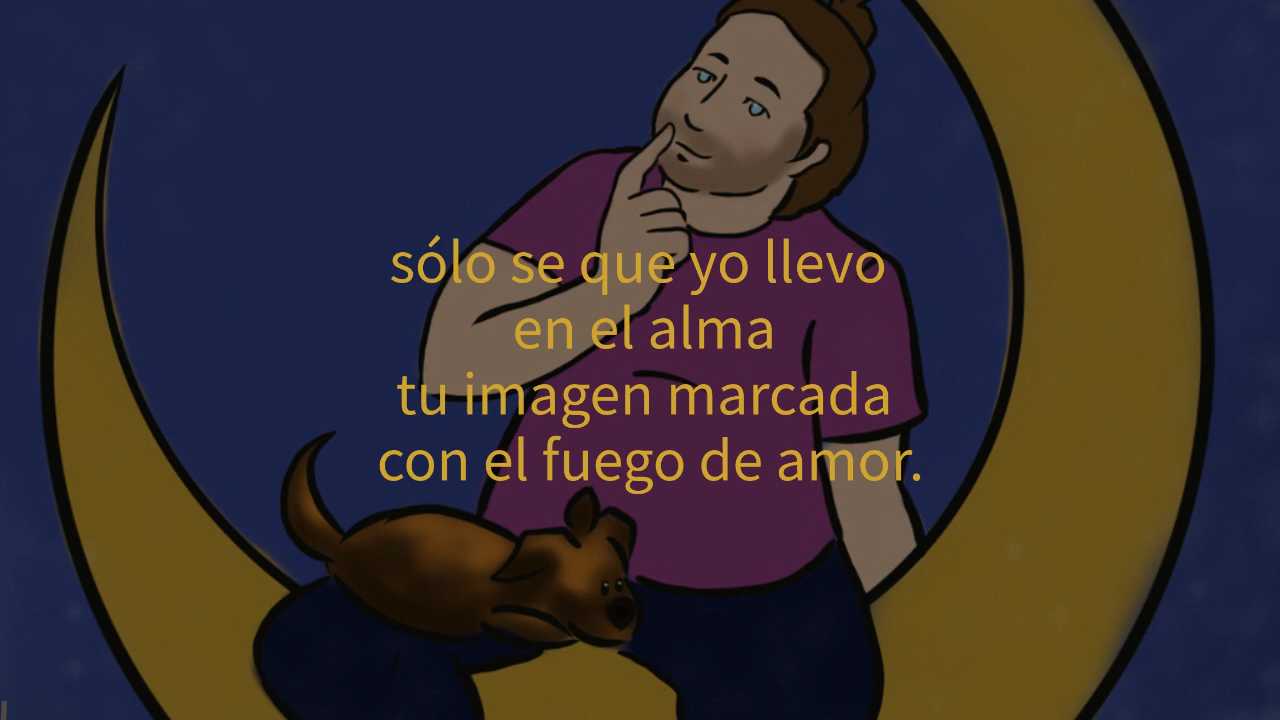 sólo se que yo llevo
en el alma
tu imagen marcada
con el fuego de amor.